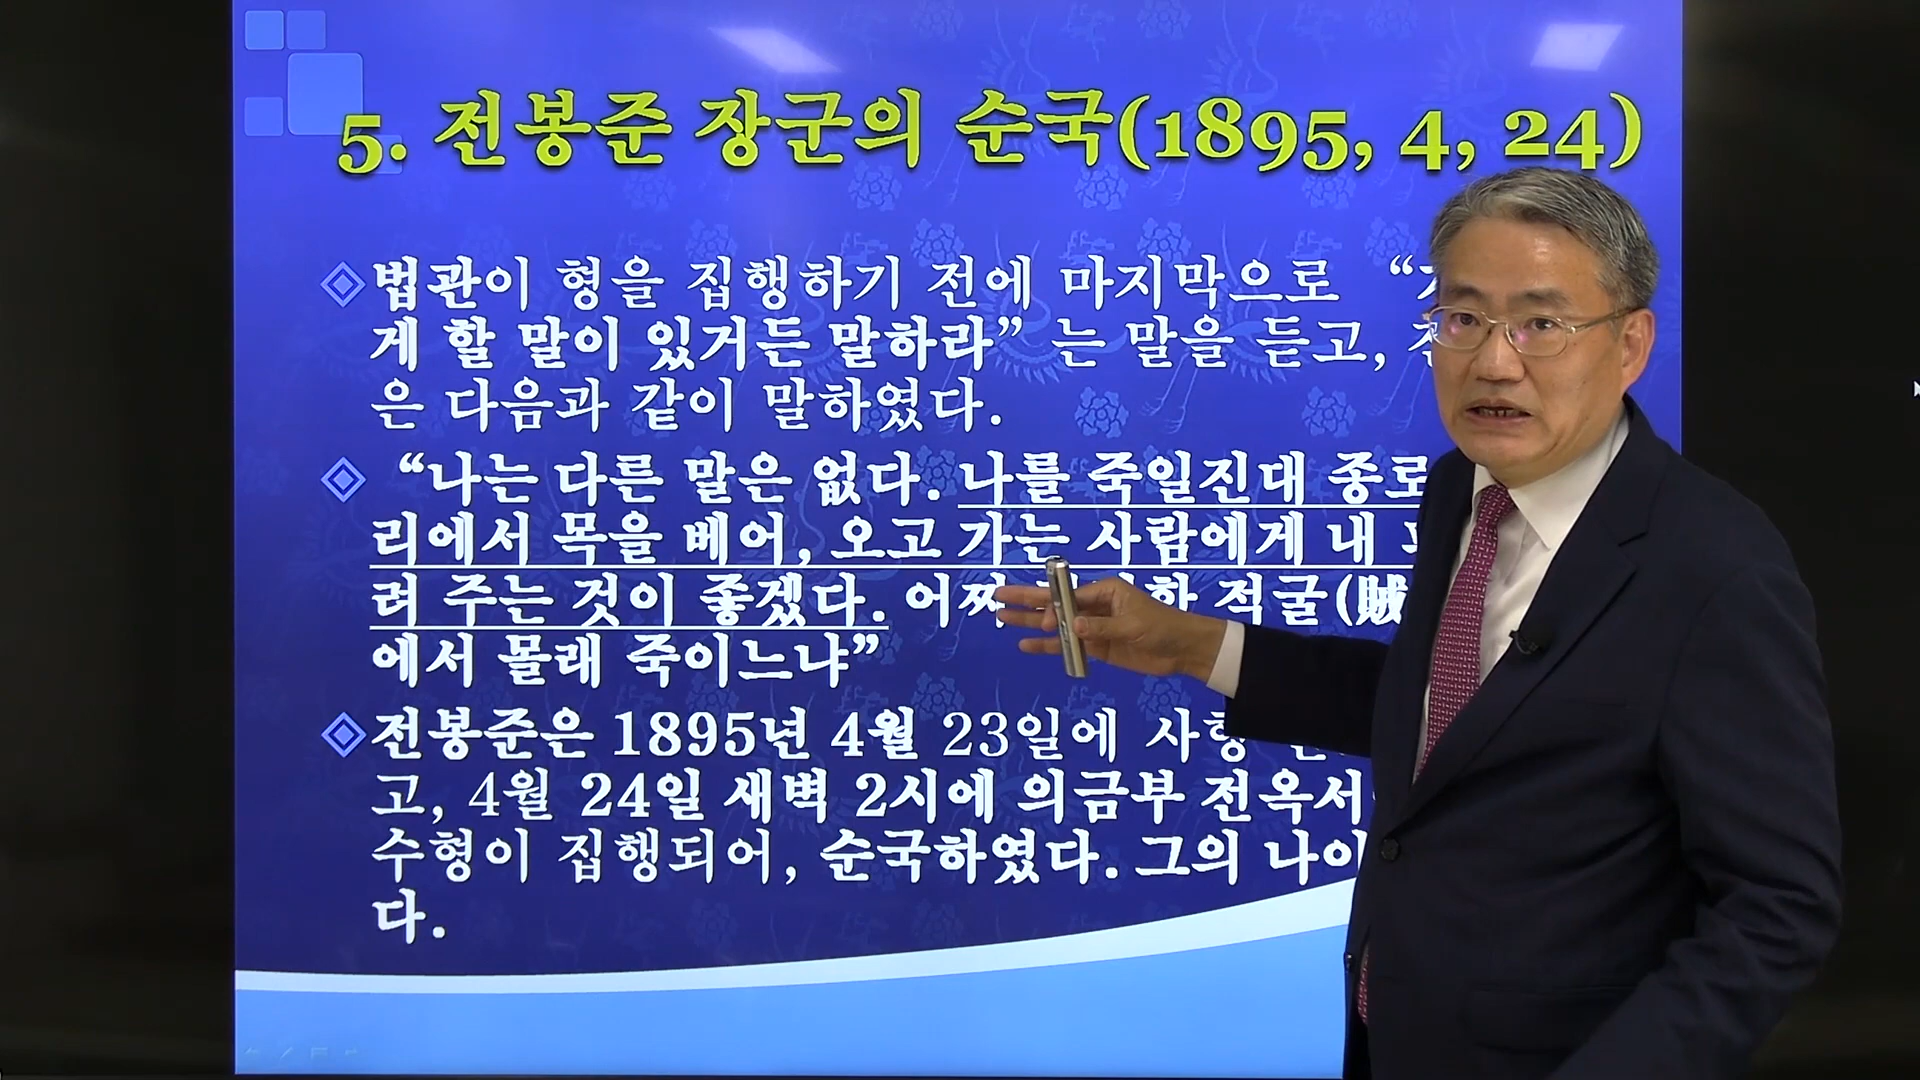 5. 전봉준 장군의 순국(1895, 4, 24)
법관이 형을 집행하기 전에 마지막으로 “
게 할 말이 있거든 말하라” 는 말을 듣고,
은 다음과 같이 말하였다.
“나는 다른 말은 없다. 나를 죽일진대 종로
리에서 목을 베어, 오고 가는 사람에게 내
려 주는 것이 좋겠다. 어찌 적굴(賊
에서 몰래 죽이느냐”
전봉준은 1895년 4월 23일에 사형
고, 4월 24일 새벽 2시에 의금부 전옥서
수형이 집행되어, 순국하였다. 그의 나이
다.